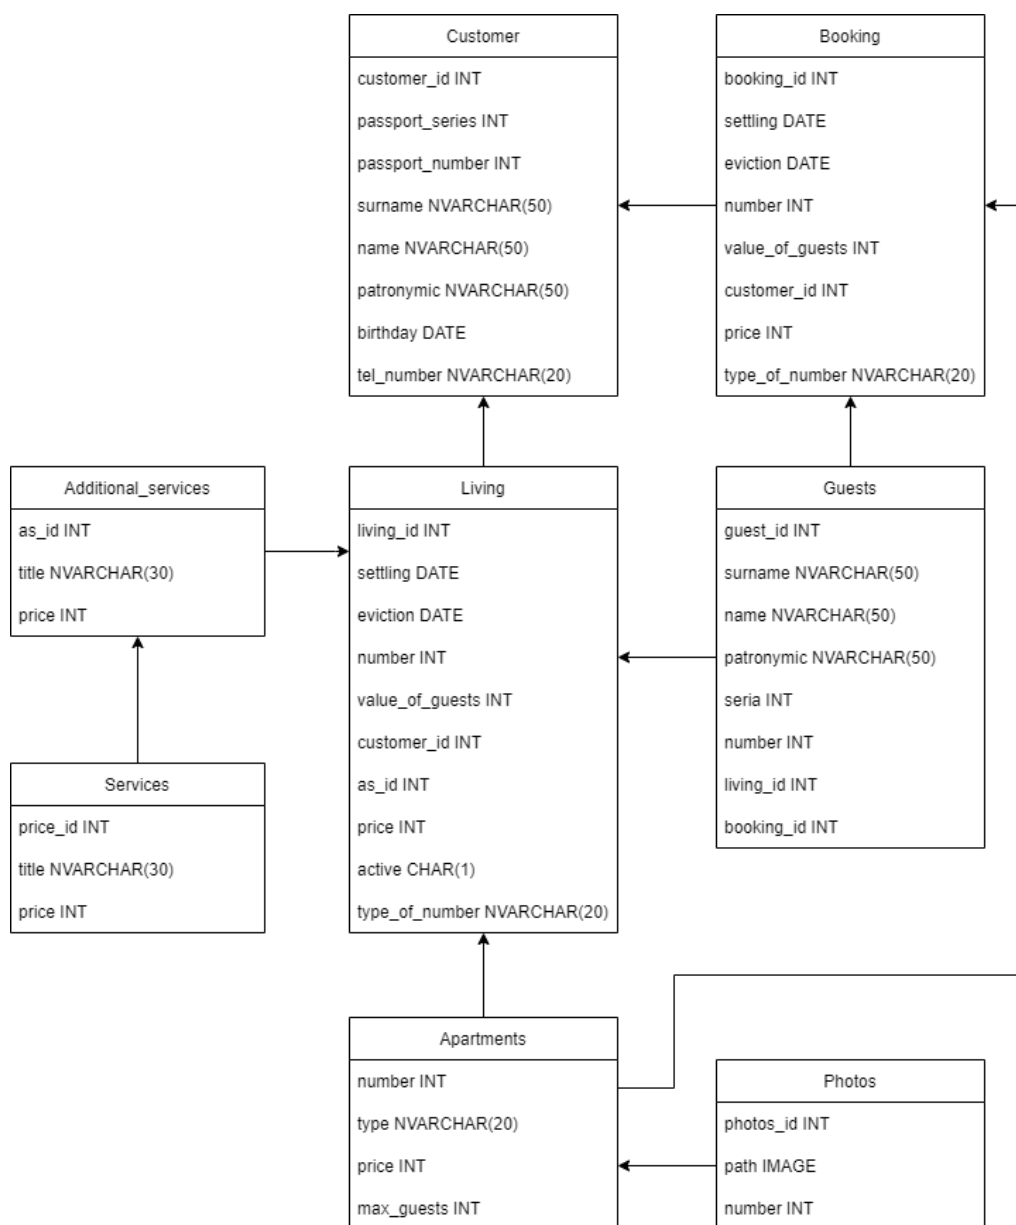 Customer
customer_id INT
passport_series INT
passport_number INT
surname NVARCHAR(50)
name NVARCHAR(50)
patronymic NVARCHAR(50)
birthday DATE
tel_number NVARCHAR(20)
Booking
booking_id INT
settling DATE
eviction DATE
number INT
value_of_guests INT
customer_id INT
price INT
type_of_number NVARCHAR(20)
Additional_services
as_id INT
title NVARCHAR(30)
price INT
Living
living_id INT
settling DATE
eviction DATE
number INT
value_of_guests INT
customer_id INT
as_id INT
price INT
active CHAR(1)
type_of_number NVARCHAR(20)
Guests
guest_id INT
surname NVARCHAR(50)
name NVARCHAR(50)
patronymic NVARCHAR(50)
seria INT
number INT
living_id INT
booking_id INT
Services
price_id INT
title NVARCHAR(30)
price INT
Apartments
number INT
type NVARCHAR(20)
price INT
max_guests INT
Photos
photos_id INT
path IMAGE
number INT